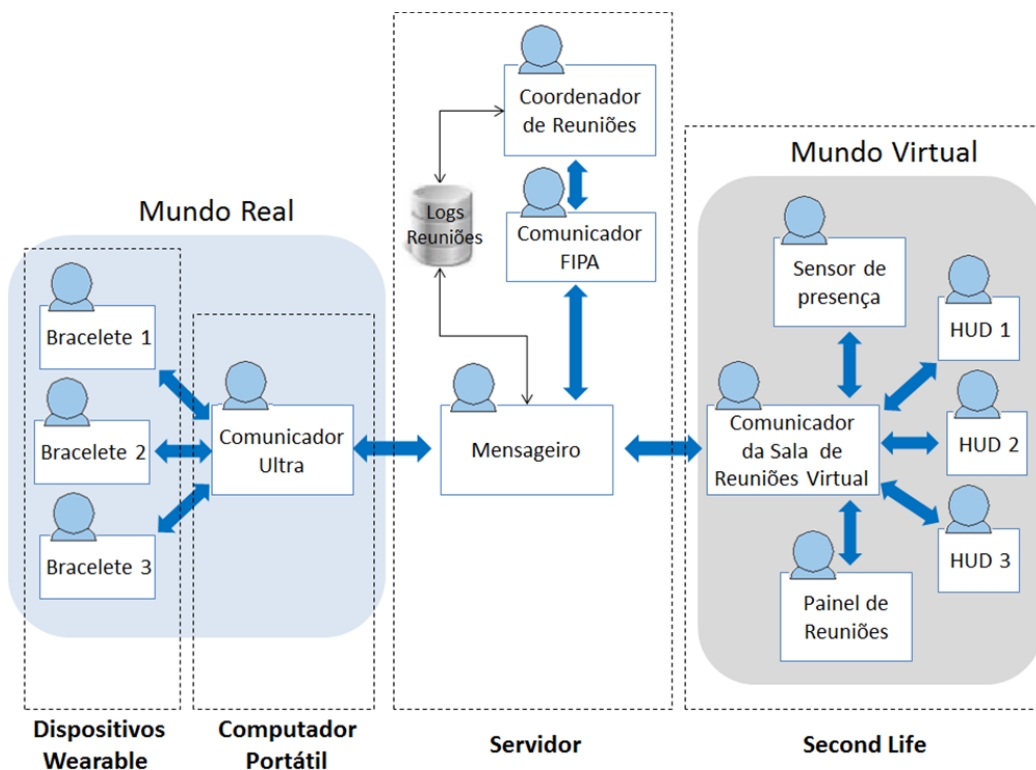 Mundo Real
Bracelete 1
Bracelete 2
Bracelete 3
Comunicador
Ultra
Dispositivos
Wearable
Computador
Portátil
Coordenador
de Reuniões
Logs
Reuniões
Comunicador
FIPA
Mensageiro
Servidor
Mundo Virtual
Sensor de
presença
HUD 1
Comunicador
da Sala de
Reuniões Virtual
HUD 2
HUD 3
Painel de
Reuniões
Second Life